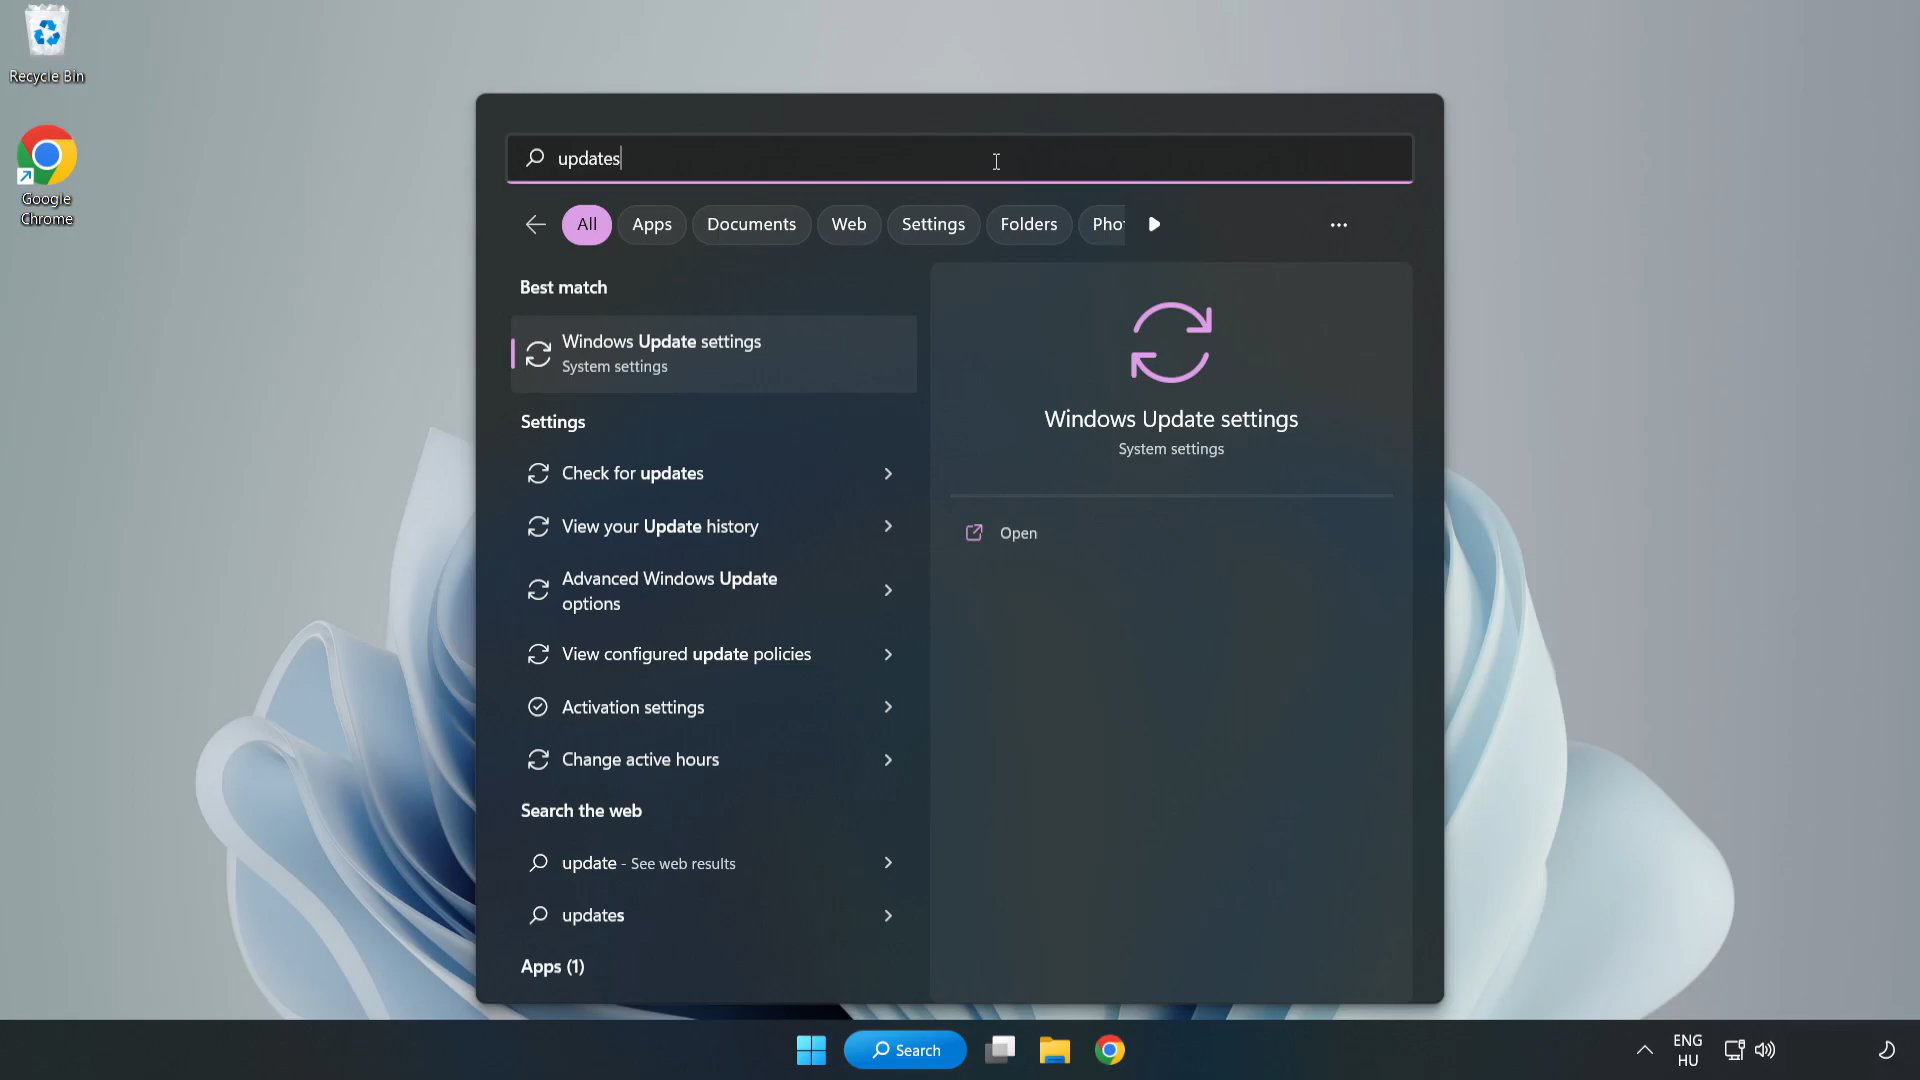 Recycle Bin
Google
Chrome
updates
All
Apps
Documents
Web
Settings
Folders
Pho
Best match
Windows Update settings
System settings
Settings
Check for updates
View your Update history
Advanced Windows Update
options
View configured update policies
Activation settings
Change active hours
Search the web
update - See web results
updates
Apps (1)
Windows Update settings
System settings
Open
Search
ENG
HU